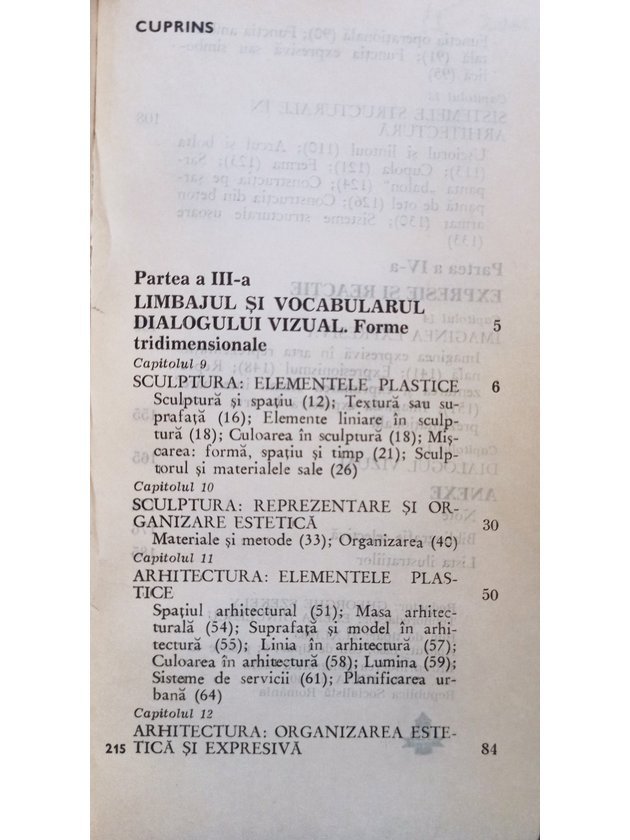 CUPRINS
Partea a III-a
LIMBAJUL ȘI VOCABULARUL
DIALOGULUI VIZUAL. Forme 5
tridimensionale
Capitolul 9
SCULPTURA: ELEMENTELE PLASTICE 6
Sculptură și spațiu (12); Textură sau su-
prafață (16); Elemente liniare în sculp-
tură (18); Culoarea în sculptură (18); Miș-
carea: formă, spațiu și timp (21); Sculp-
torul și materialele sale (26)
Capitolul 10
SCULPTURA: REPREZENTARE ȘI OR-
GANIZARE ESTETICĂ 30
Materiale și metode (33); Organizarea (40)
Capitolul 11
ARHITECTURA: ELEMENTELE PLAS-
TICE 50
Spațiul arhitectural (51); Masa arhitec-
turală (54); Suprafață și model în arhi-
tectură (55); Linia în arhitectură (57);
Culoarea în arhitectură (58); Lumina (59);
Sisteme de servicii (61); Planificarea ur-
bană (64)
Capitolul 12
ARHITECTURA: ORGANIZAREA ESTE-
215 TICĂ ȘI EXPRESIVĂ 84